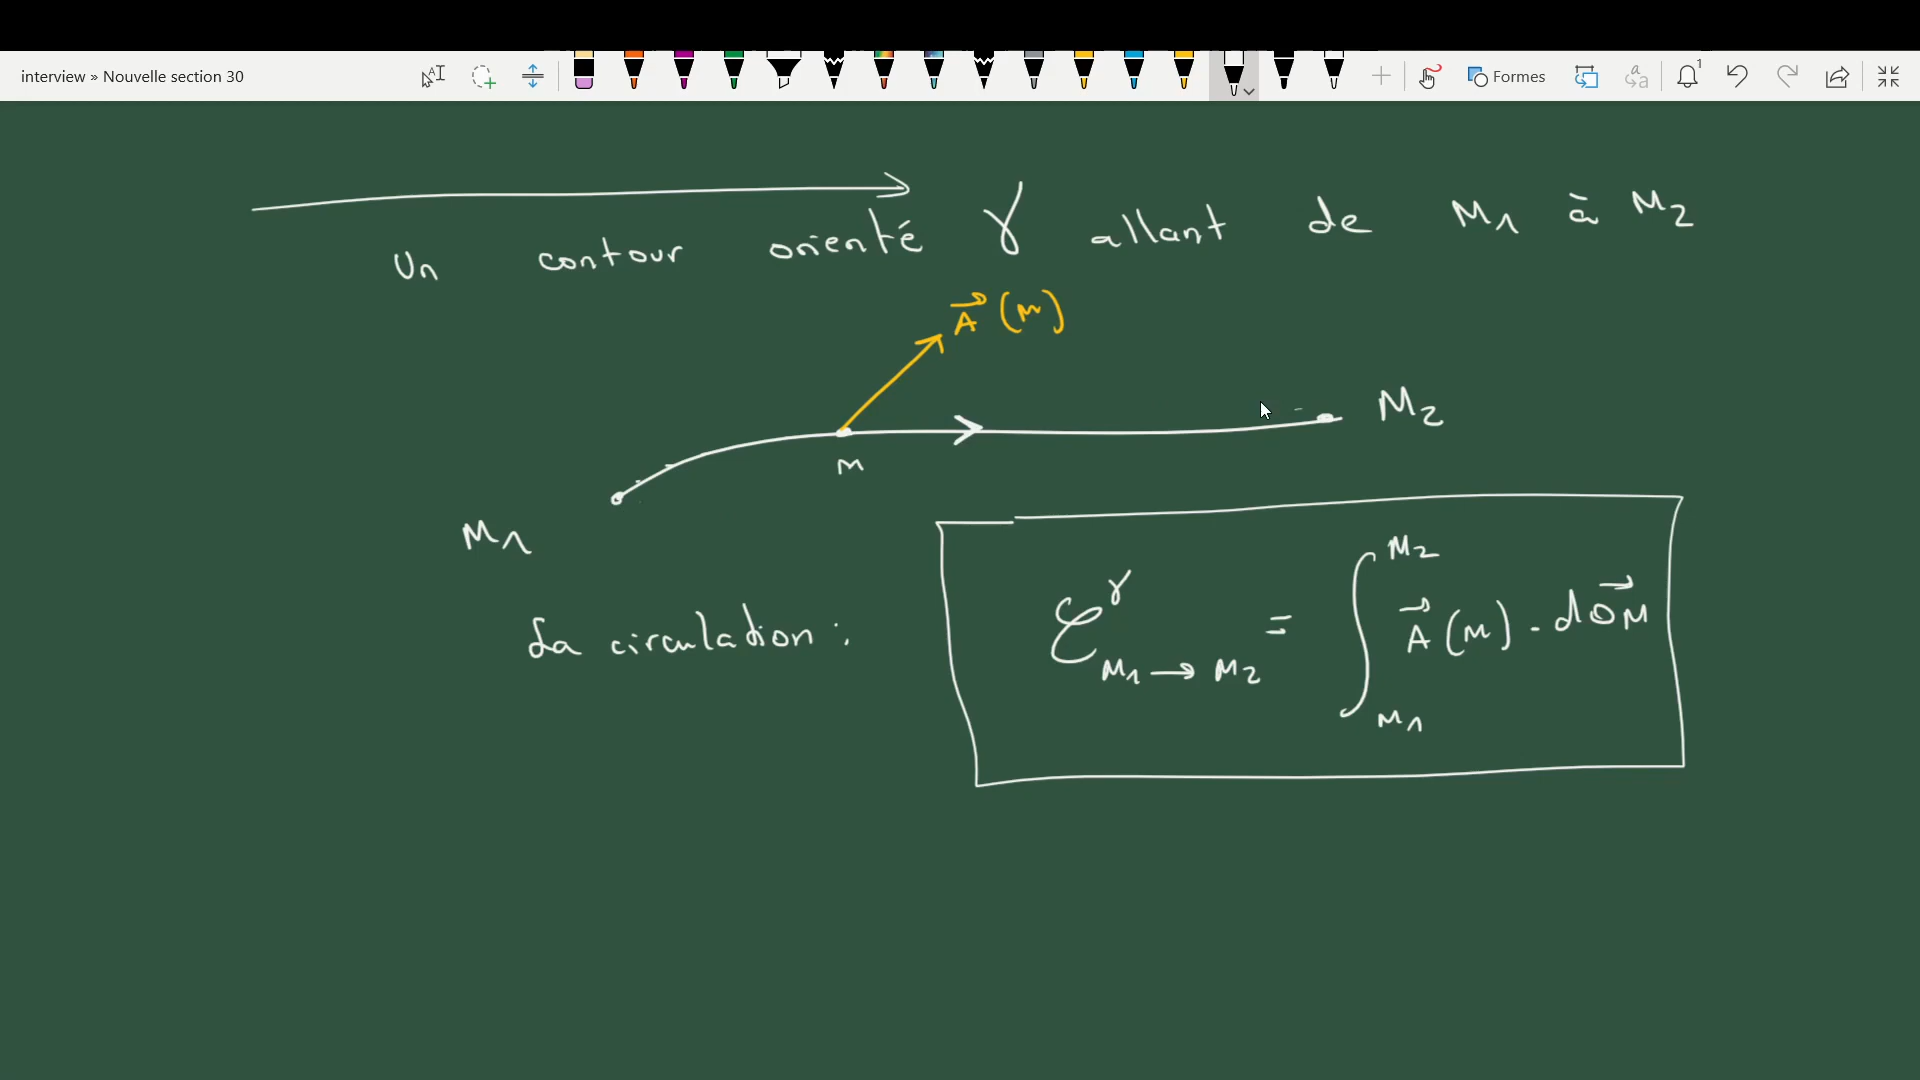 interview » Nouvelle section 30
Formes
1
Un contour orienté γ allant de M1 à M2
A⃗ (M)
M2
M
M1
La circulation : 𝒞^γ_{M1 → M2} = ∫_{M1}^{M2} A⃗ (M) . dOM⃗